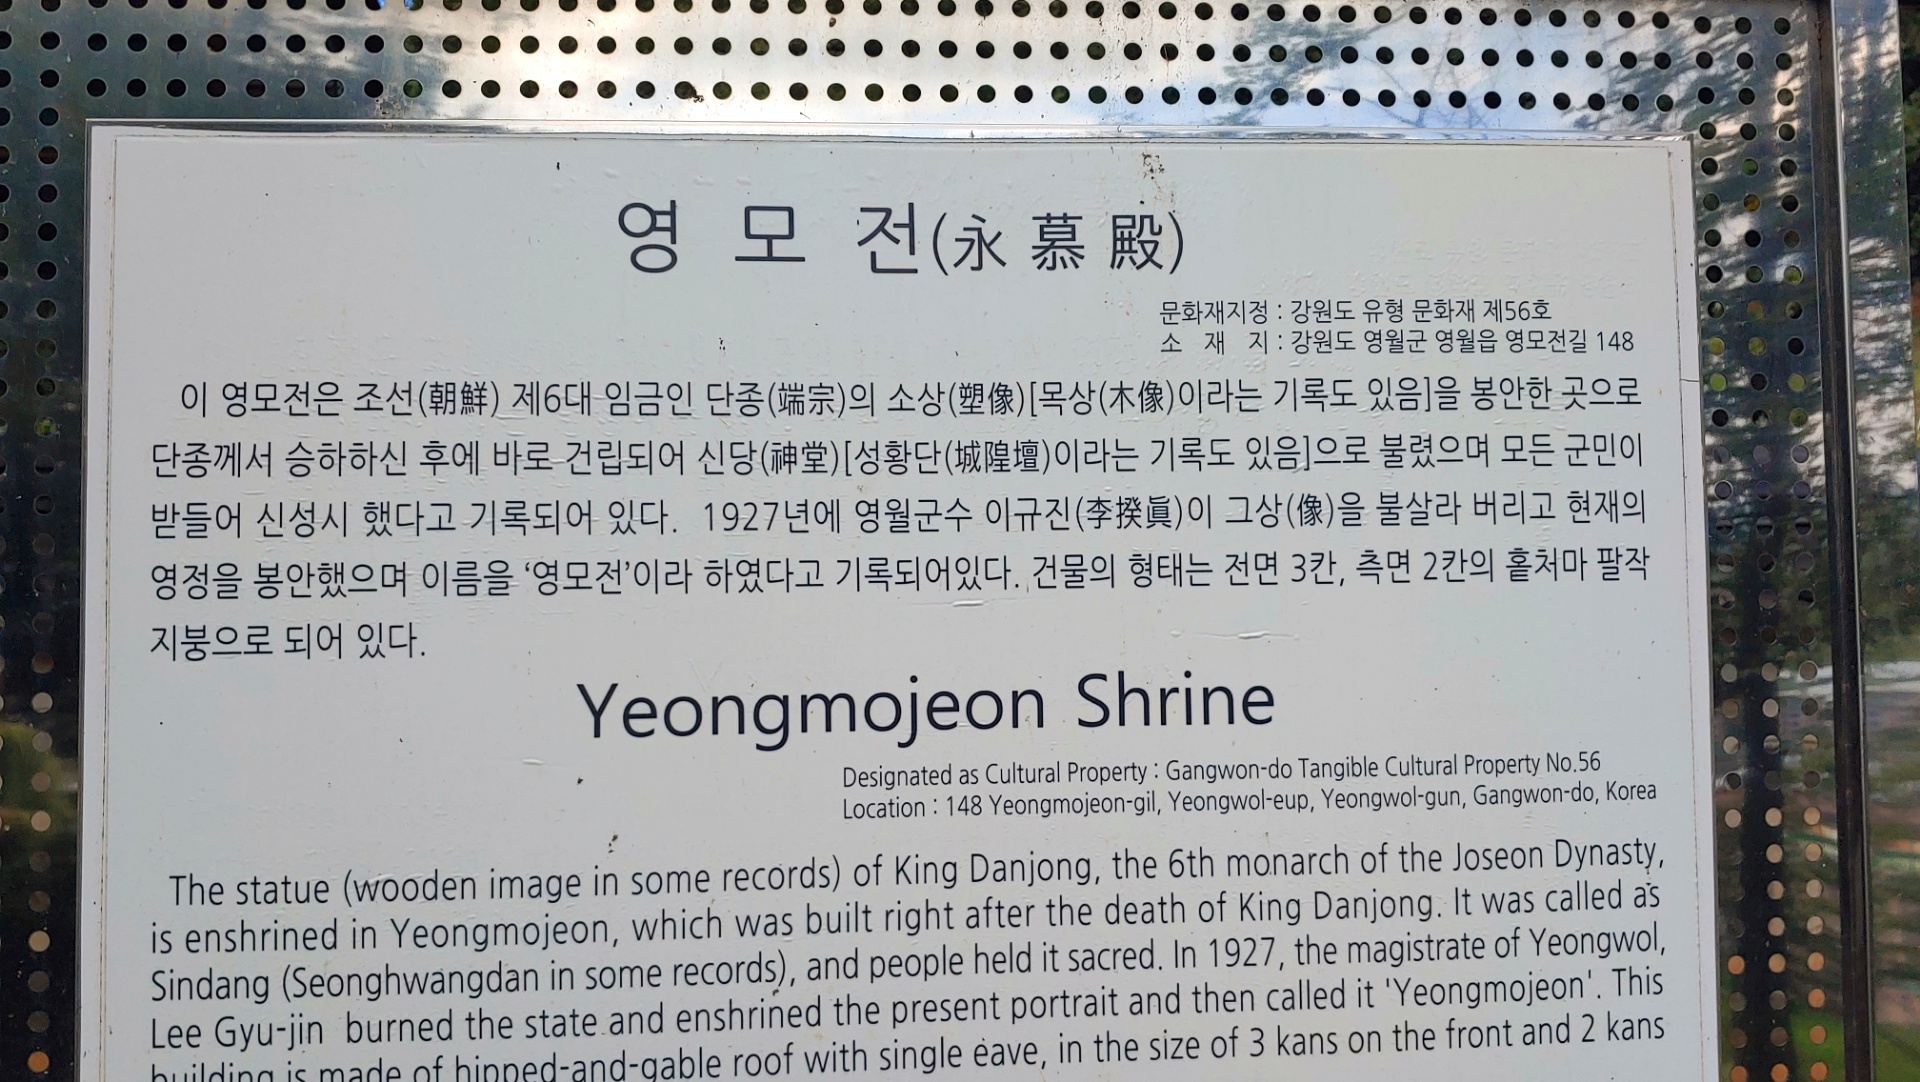 영 모 전(永 慕 殿)
문화재지정 : 강원도 유형 문화재 제56호
소 재 지 : 강원도 영월군 영월읍 영모전길 148
이 영모전은 조선(朝鮮) 제6대 임금인 단종(端宗)의 소상(塑像)[목상(木像)이라는 기록도 있음]을 봉안한 곳으로
단종께서 승하하신 후에 바로 건립되어 신당(神堂)[성황단(城隍壇)이라는 기록도 있음]으로 불렸으며 모든 군민이
받들어 신성시 했다고 기록되어 있다. 1927년에 영월군수 이규진(李揆眞)이 그상(像)을 불살라 버리고 현재의
영정을 봉안했으며 이름을 ‘영모전’이라 하였다고 기록되어있다. 건물의 형태는 전면 3칸, 측면 2칸의 홑처마 팔작
지붕으로 되어 있다.
Yeongmojeon Shrine
Designated as Cultural Property : Gangwon-do Tangible Cultural Property No.56
Location : 148 Yeongmojeon-gil, Yeongwol-eup, Yeongwol-gun, Gangwon-do, Korea
The statue (wooden image in some records) of King Danjong, the 6th monarch of the Joseon Dynasty,
is enshrined in Yeongmojeon, which was built right after the death of King Danjong. It was called as
Sindang (Seonghwangdan in some records), and people held it sacred. In 1927, the magistrate of Yeongwol,
Lee Gyu-jin burned the state and enshrined the present portrait and then called it 'Yeongmojeon'. This
building is made of hipped-and-gable roof with single eave, in the size of 3 kans on the front and 2 kans